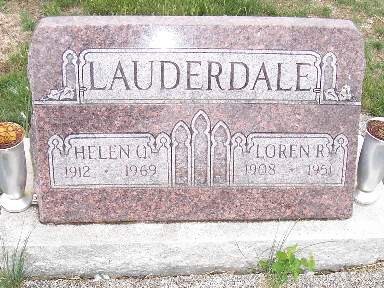 LAUDERDALE
HELEN O. LOREN R.
1912 • 1969 1908 • 1951